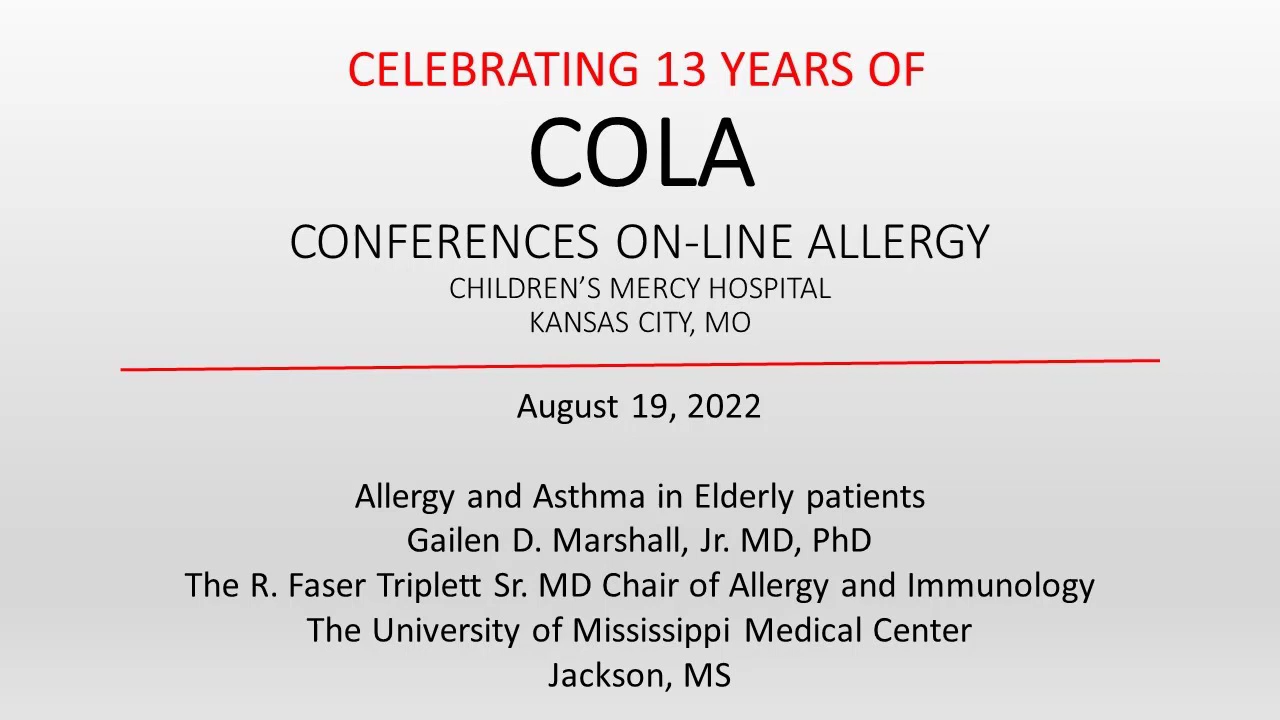 CELEBRATING 13 YEARS OF
COLA
CONFERENCES ON-LINE ALLERGY
CHILDREN’S MERCY HOSPITAL
KANSAS CITY, MO
August 19, 2022
Allergy and Asthma in Elderly patients
Gailen D. Marshall, Jr. MD, PhD
The R. Faser Triplett Sr. MD Chair of Allergy and Immunology
The University of Mississippi Medical Center
Jackson, MS